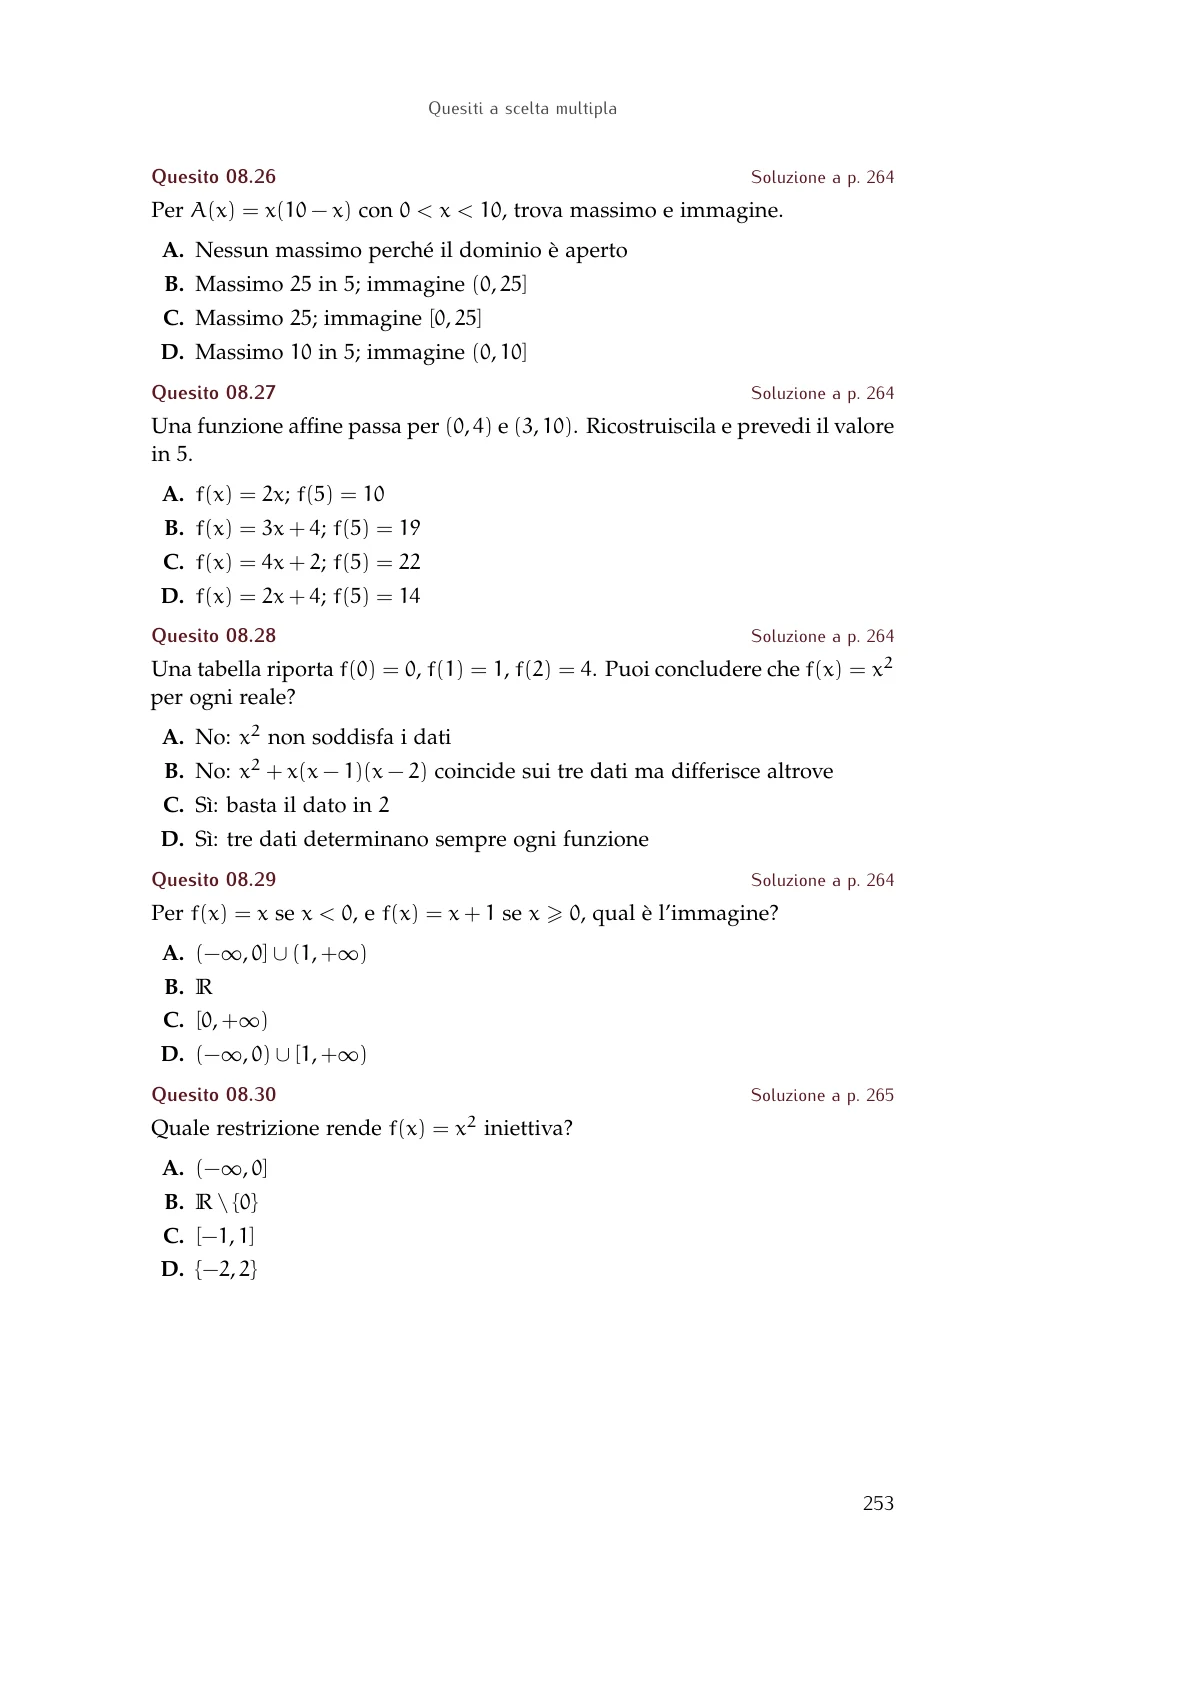 Quesiti a scelta multipla
Quesito 08.26 Soluzione a p. 264
Per A(x) = x(10 − x) con 0 < x < 10, trova massimo e immagine.
A. Nessun massimo perché il dominio è aperto
B. Massimo 25 in 5; immagine (0, 25]
C. Massimo 25; immagine [0, 25]
D. Massimo 10 in 5; immagine (0, 10]
Quesito 08.27 Soluzione a p. 264
Una funzione affine passa per (0, 4) e (3, 10). Ricostruiscila e prevedi il valore
in 5.
A. f(x) = 2x; f(5) = 10
B. f(x) = 3x + 4; f(5) = 19
C. f(x) = 4x + 2; f(5) = 22
D. f(x) = 2x + 4; f(5) = 14
Quesito 08.28 Soluzione a p. 264
Una tabella riporta f(0) = 0, f(1) = 1, f(2) = 4. Puoi concludere che f(x) = x²
per ogni reale?
A. No: x² non soddisfa i dati
B. No: x² + x(x − 1)(x − 2) coincide sui tre dati ma differisce altrove
C. Sì: basta il dato in 2
D. Sì: tre dati determinano sempre ogni funzione
Quesito 08.29 Soluzione a p. 264
Per f(x) = x se x < 0, e f(x) = x + 1 se x ⩾ 0, qual è l'immagine?
A. (−∞, 0] ∪ (1, +∞)
B. ℝ
C. [0, +∞)
D. (−∞, 0) ∪ [1, +∞)
Quesito 08.30 Soluzione a p. 265
Quale restrizione rende f(x) = x² iniettiva?
A. (−∞, 0]
B. ℝ \ {0}
C. [−1, 1]
D. {−2, 2}
253